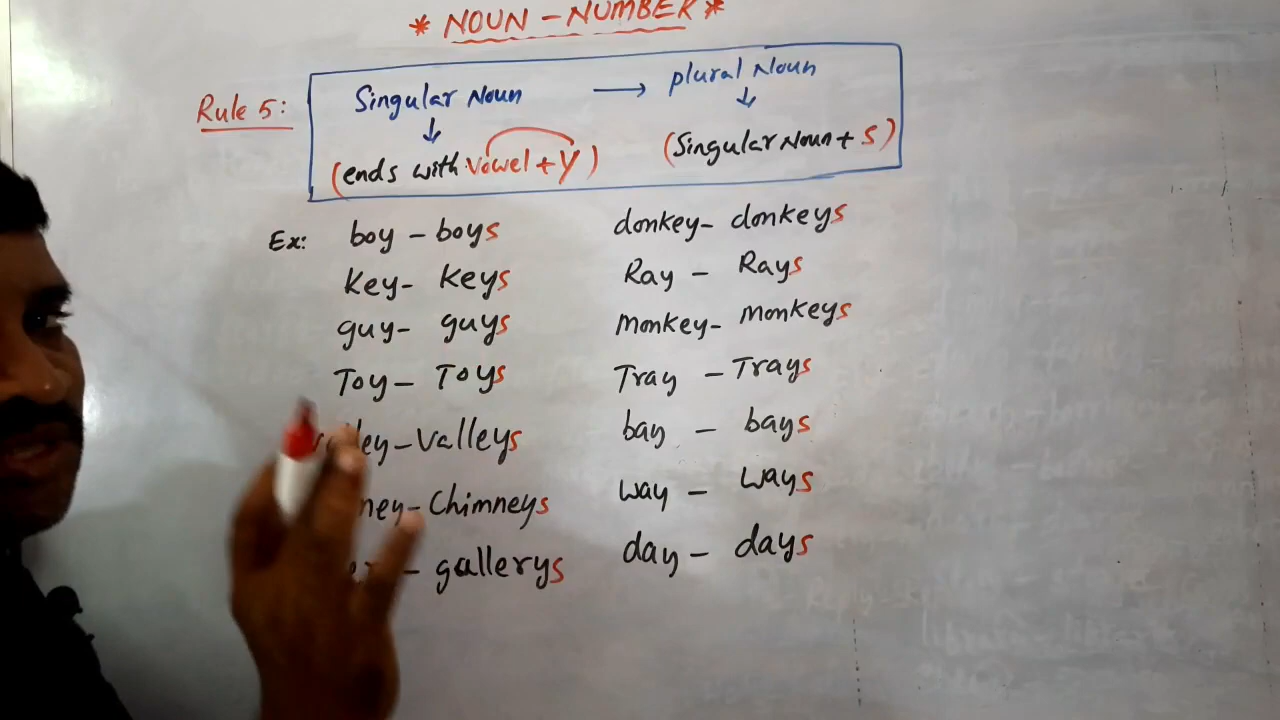 * NOUN - NUMBER *
Rule 5:
Singular Noun → plural Noun
↓ ↓
(ends with vowel + y) (Singular Noun + s)
Ex: boy - boys donkey - donkeys
Key - Keys Ray - Rays
guy - guys monkey - monkeys
Toy - Toys Tray - Trays
ley - valleys bay - bays
ney - Chimneys way - ways
- gallerys day - days